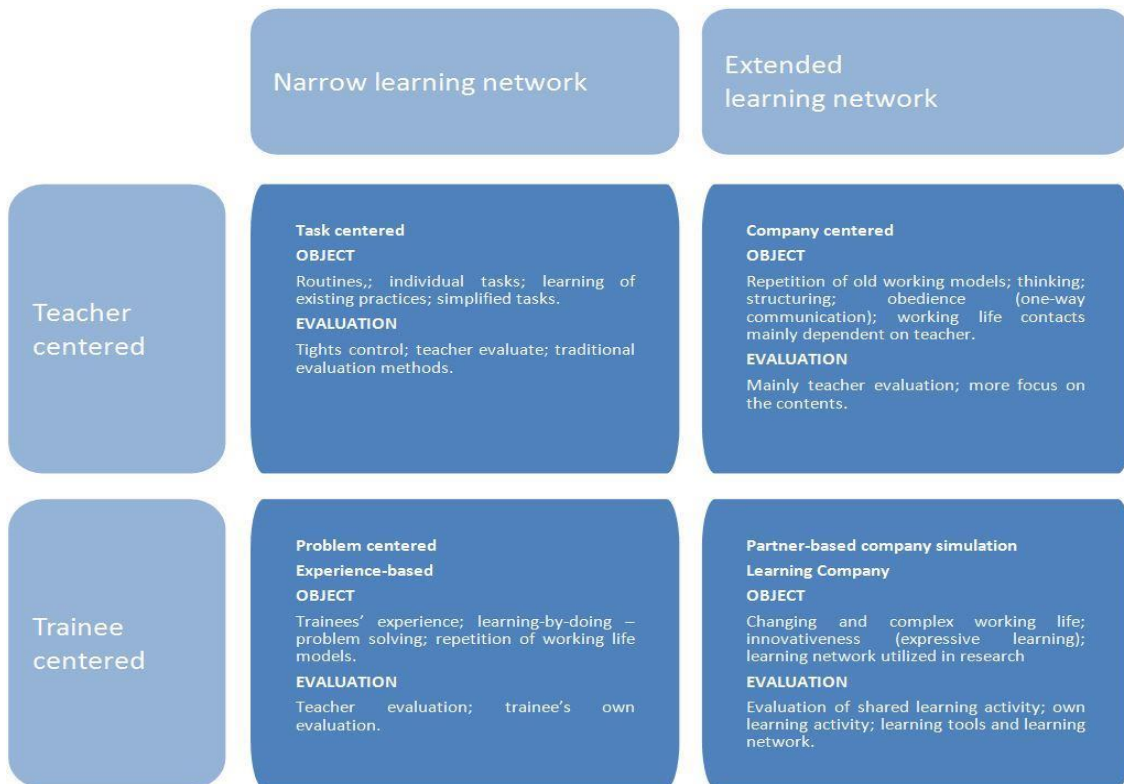 Narrow learning network
Extended
learning network
Teacher
centered
Task centered
OBJECT
Routines,; individual tasks; learning of
existing practices; simplified tasks.
EVALUATION
Tights control; teacher evaluate; traditional
evaluation methods.
Company centered
OBJECT
Repetition of old working models; thinking;
structuring; obedience (one-way
communication); working life contacts
mainly dependent on teacher.
EVALUATION
Mainly teacher evaluation; more focus on
the contents.
Trainee
centered
Problem centered
Experience-based
OBJECT
Trainees’ experience; learning-by-doing –
problem solving; repetition of working life
models.
EVALUATION
Teacher evaluation; trainee’s own
evaluation.
Partner-based company simulation
Learning Company
OBJECT
Changing and complex working life;
innovativeness (expressive learning);
learning network utilized in research
EVALUATION
Evaluation of shared learning activity; own
learning activity; learning tools and learning
network.